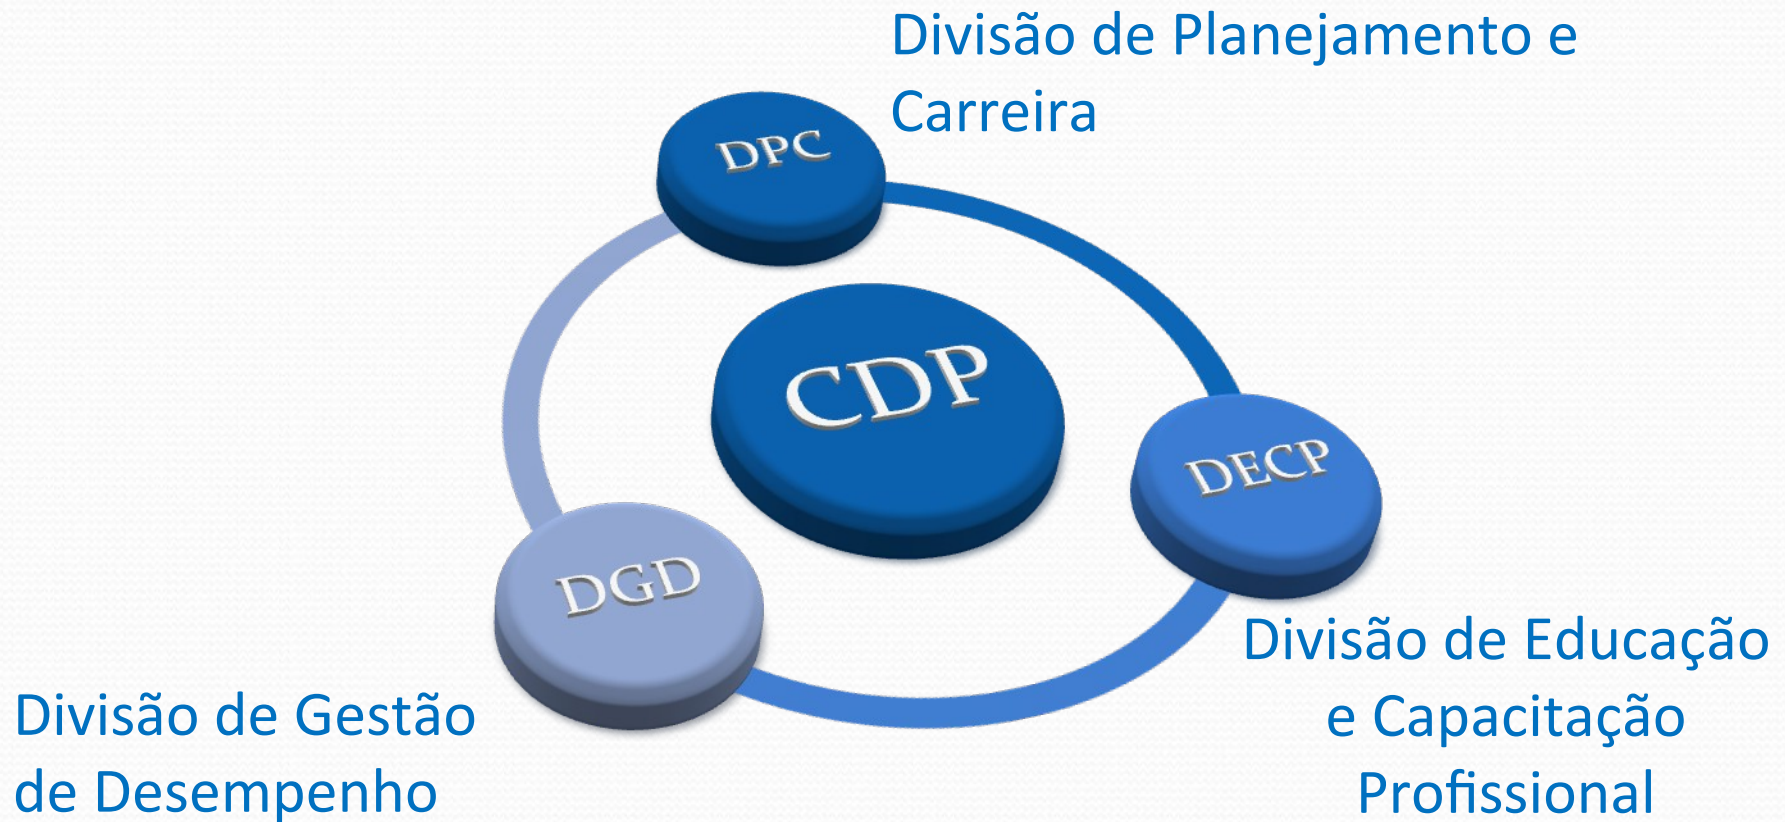 Divisão de Planejamento e
Carreira
DPC
CDP
DECP
DGD
Divisão de Educação
e Capacitação
Profissional
Divisão de Gestão
de Desempenho